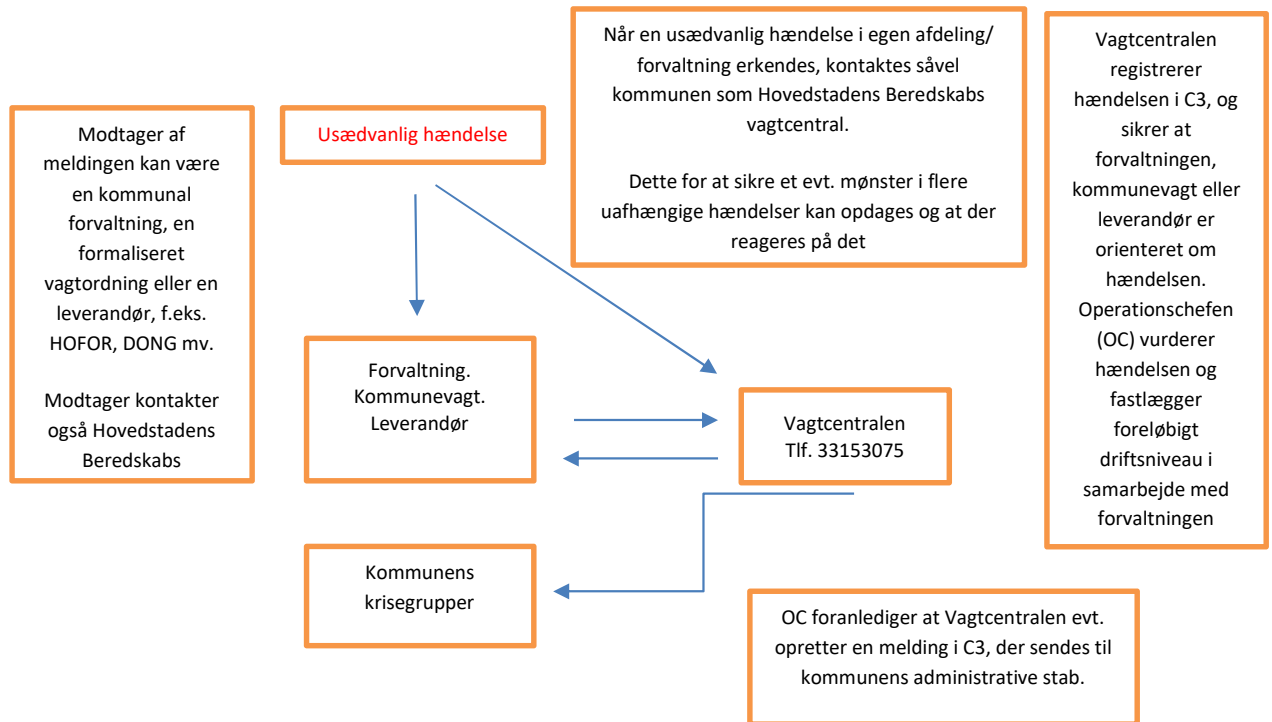 Modtager af
meldingen kan være
en kommunal
forvaltning, en
formaliseret
vagtordning eller en
leverandør, f.eks.
HOFOR, DONG mv.
Modtager kontakter
også Hovedstadens
Beredskabs
Usædvanlig hændelse
Når en usædvanlig hændelse i egen afdeling/
forvaltning erkendes, kontaktes såvel
kommunen som Hovedstadens Beredskabs
vagtcentral.
Dette for at sikre et evt. mønster i flere
uafhængige hændelser kan opdages og at der
reageres på det
Vagtcentralen
registrerer
hændelsen i C3, og
sikrer at
forvaltningen,
kommunevagt eller
leverandør er
orienteret om
hændelsen.
Operationschefen
(OC) vurderer
hændelsen og
fastlægger
foreløbigt
driftsniveau i
samarbejde med
forvaltningen
Forvaltning.
Kommunevagt.
Leverandør
Vagtcentralen
Tlf. 33153075
Kommunens
krisegrupper
OC foranlediger at Vagtcentralen evt.
opretter en melding i C3, der sendes til
kommunens administrative stab.